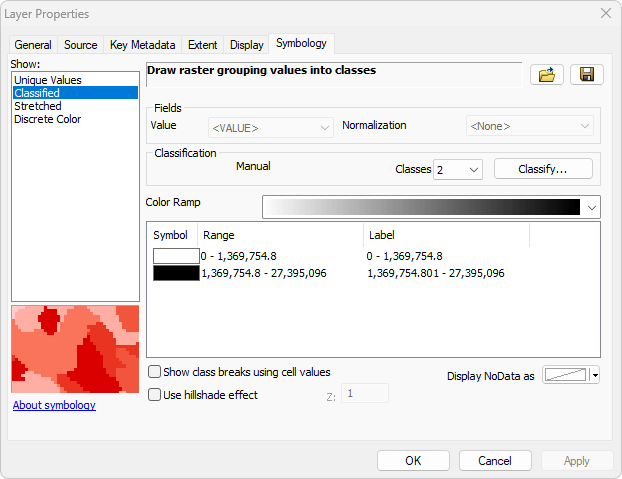 Layer Properties
General Source Key Metadata Extent Display Symbology
Show:
Unique Values
Classified
Stretched
Discrete Color
Draw raster grouping values into classes
Fields
Value <VALUE> Normalization <None>
Classification
Manual Classes 2 Classify...
Color Ramp
Symbol Range Label
0 - 1,369,754.8 0 - 1,369,754.8
1,369,754.8 - 27,395,096 1,369,754.801 - 27,395,096
Show class breaks using cell values
Display NoData as
Use hillshade effect Z: 1
About symbology
OK Cancel Apply